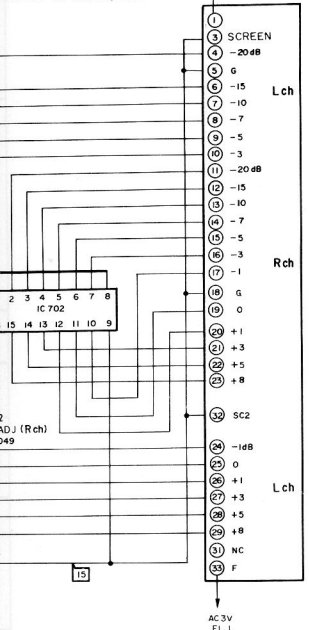 1
3 SCREEN
4 -20dB
5 G
6 -15
Lch
7 -10
8 -7
9 -5
10 -3
11 -20dB
12 -15
13 -10
14 -7
15 -5
16 -3
Rch
17 -1
18 G
19 0
2 3 4 5 6 7 8
IC 702
15 14 13 12 11 10 9
20 +1
21 +3
22 +5
23 +8
32 SC2
2
ADJ (Rch)
049
24 -1dB
25 0
26 +1
27 +3
Lch
28 +5
29 +8
31 NC
33 F
15
AC3V